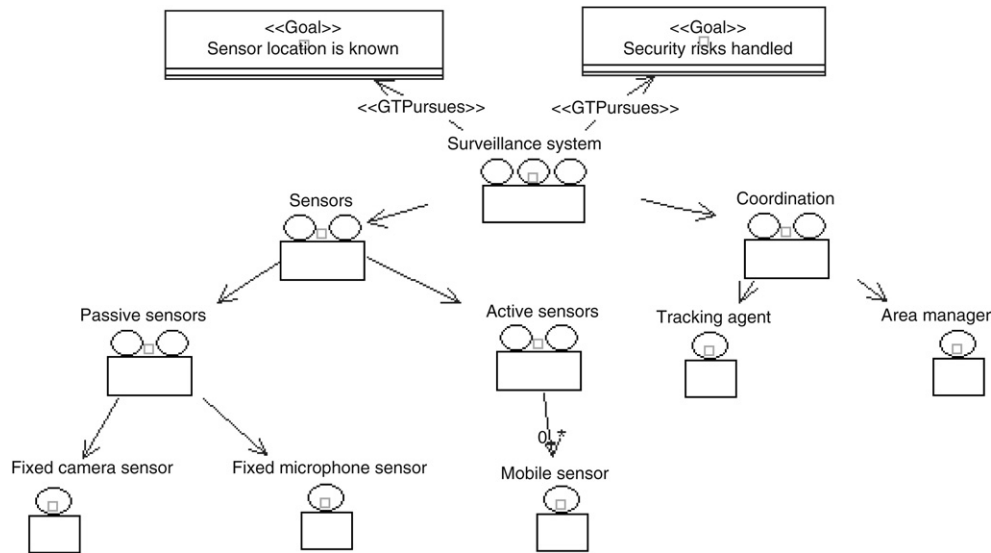 <<Goal>>
Sensor location is known
<<Goal>>
Security risks handled
<<GTPursues>>
<<GTPursues>>
Surveillance system
Sensors
Coordination
Passive sensors
Active sensors
Tracking agent
Area manager
Fixed camera sensor
Fixed microphone sensor
Mobile sensor